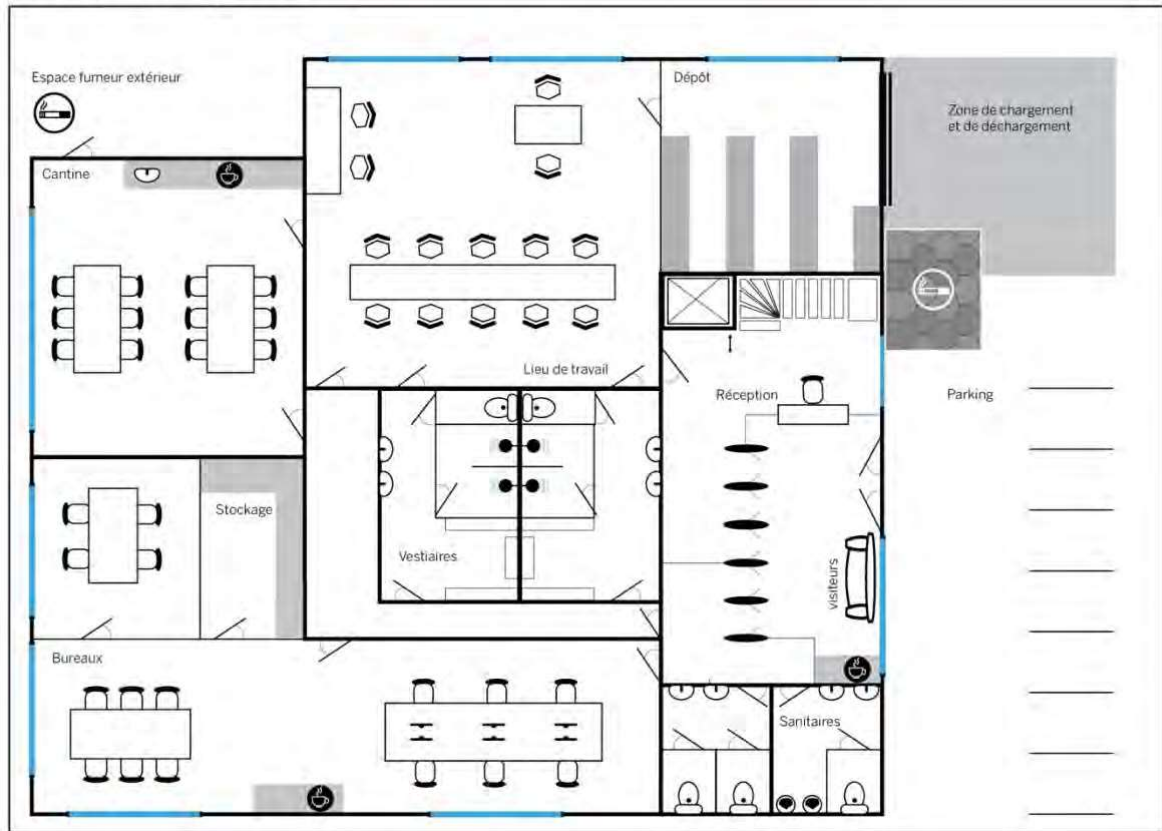 Espace fumeur extérieur
Dépôt
Zone de chargement
et de déchargement
Cantine
Lieu de travail
Réception
Parking
Stockage
Vestiaires
visiteurs
Bureaux
Sanitaires